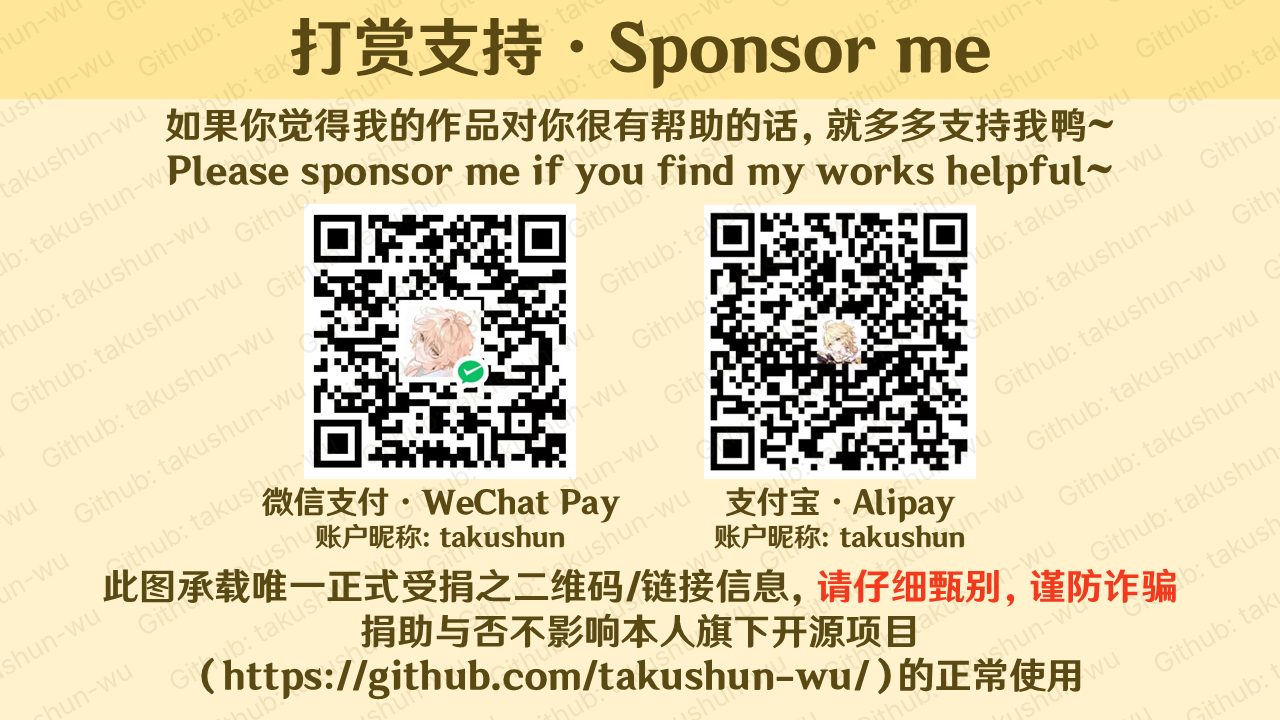 打赏支持·Sponsor me
如果你觉得我的作品对你很有帮助的话, 就多多支持我鸭~
Please sponsor me if you find my works helpful~
微信支付·WeChat Pay
支付宝·Alipay
账户昵称: takushun
账户昵称: takushun
此图承载唯一正式受捐之二维码/链接信息, 请仔细甄别, 谨防诈骗
捐助与否不影响本人旗下开源项目
(https://github.com/takushun-wu/)的正常使用
Github: takushun-wu